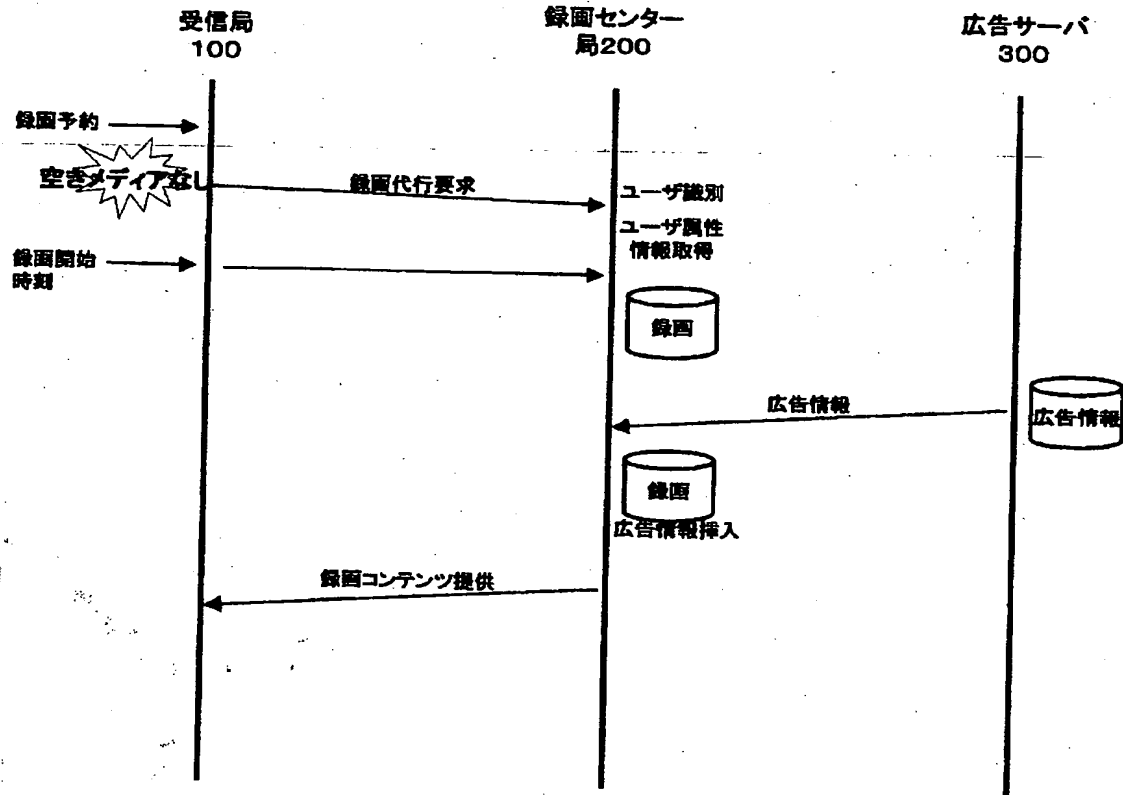 受信局
100
録画センター
局200
広告サーバ
300
録画予約
空きメディアなし
録画代行要求
ユーザ識別
ユーザ属性
情報取得
録画開始
時刻
録画
広告情報
広告情報
録画
広告情報挿入
録画コンテンツ提供